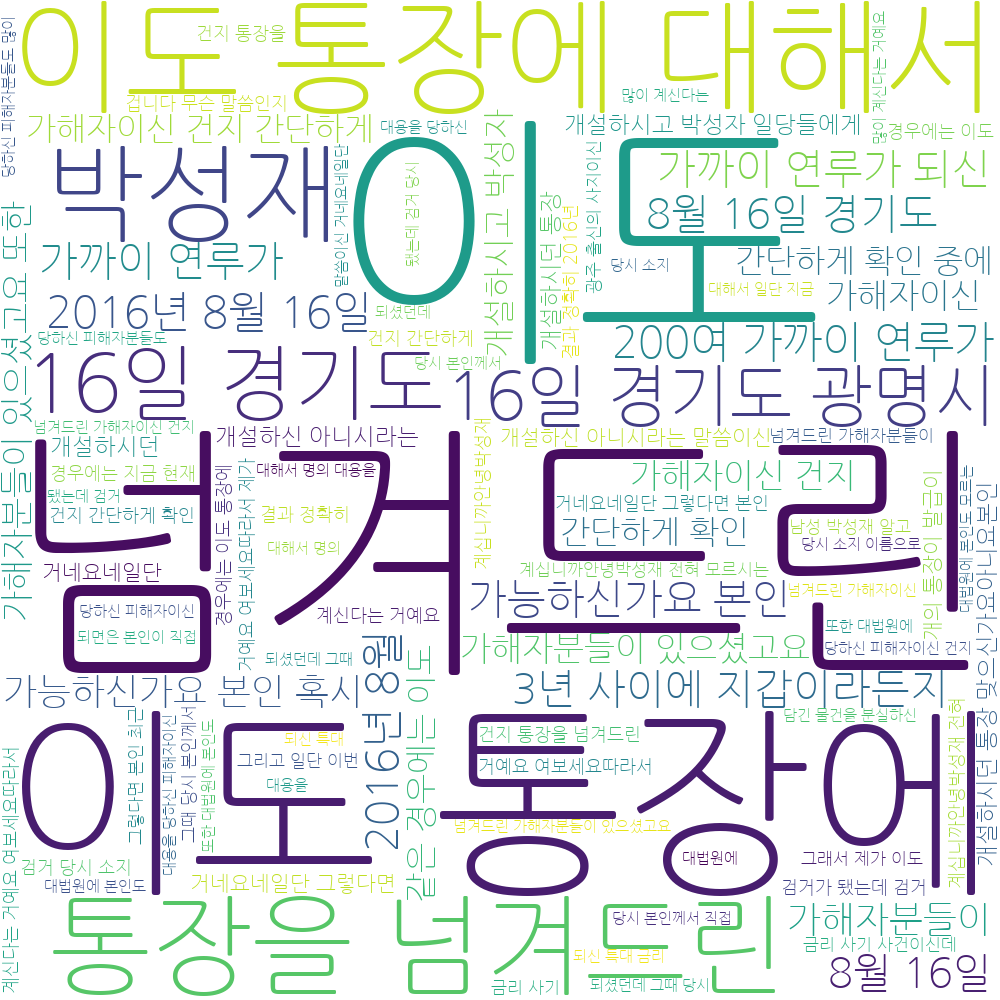 이도 통장에 대해서
건지 통장을
겁니다 무슨 말씀인지
많이 계신다는
당하신 피해자분들도 많이
많이 계신다는 거예요
가해자이신 건지 간단하게
대용을 당하신
개설하시고 박성자 일당들에게
경우에는 이도
박성재
이도
가까이 연루가 되신
8월 16일 경기도
가까이 연루가
간단하게 확인 중에
말씀이신 거네요네일단
됐는데 검거 당시
개설하시고 박성자
개설하시던 통장
결과 정확히 2016년
광주 출신의 사지이신
당시 소지
대해서 일단 지금
가해자이신
2016년 8월 16일
되셨던데
당하신 피해자분들도
건지 간단하게
당시 본인께서
200여 가까이 연루가
16일 경기도
16일 경기도 광명시
가해자분들이 있으셨고요 또한
넘겨드린 가해자이신 건지
개설하신 아니시라는
개설하신 아니시라는 말씀이신
넘겨드린 가해자분들이
개설하시던
경우에는 지금 현재
대해서 명의 대용을
됐는데 검거
건지 간단하게 확인
결과 정확히
대해서 명의
거네요네일단
넘겨드린
가해자이신 건지
거네요네일단 그렇다면 본인
간단하게 확인
남성 박성재 알고
당시 소지 이름으로
계십니까안녕박성재 전혀 모르시는
계십니까안녕박성재
경우에는 이도 통장에
거예요 여보세요따라서 제가
개의 통장이 발급이
대법원에 본인도 모르는
맞으신가요아니요본인
당하신 피해자이신
되면은 본인이 직접
계신다는 거예요
가능하신가요 본인
넘겨드린 가해자이신
또한 대법원에
당하신 피해자이신 건지
되셨던데 그때
가해자분들이 있으셨고요
가능하신가요 본인 혹시
3년 사이에 지갑이라든지
담긴 물건을 분실하신
이도 통장에
2016년 8월
같은 경우에는 이도
되신 특대
그리고 일단 이번
대용을
건지 통장을 넘겨드린
거예요 여보세요따라서
넘겨드린 가해자분들이 있으셨고요
그렇다면 본인 최근
대용을 당하신 피해자이신
그때 당시 본인께서
또한 대법원에 본인도
계신다는 거예요 여보세요따라서
검거 당시 소지
대법원에 본인도
거네요네일단 그렇다면
대법원에
그래서 제가 이도
검거가 됐는데 검거
계십니까안녕박성재 전혀
개설하시던 통장
통장을 넘겨드린
당시 본인께서 직접
가해자분들이
금리 사기 사건이신데
되신 특대 금리
8월 16일
금리 사기
되셨던데 그때 당시